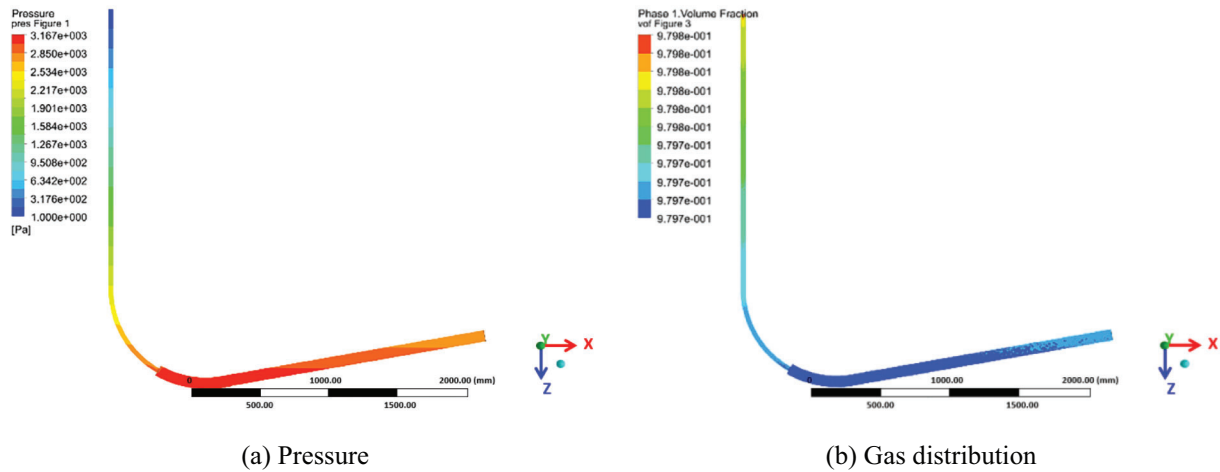 Pressure
pres Figure 1
3.167e+003
2.850e+003
2.534e+003
2.217e+003
1.901e+003
1.584e+003
1.267e+003
9.508e+002
6.342e+002
3.176e+002
1.000e+000
[Pa]
0
1000.00
2000.00 (mm)
500.00
1500.00
Y
X
Z
(a) Pressure
Phase 1.Volume Fraction
vof Figure 3
9.798e-001
9.798e-001
9.798e-001
9.798e-001
9.798e-001
9.798e-001
9.797e-001
9.797e-001
9.797e-001
9.797e-001
9.797e-001
0
1000.00
2000.00 (mm)
500.00
1500.00
Y
X
Z
(b) Gas distribution